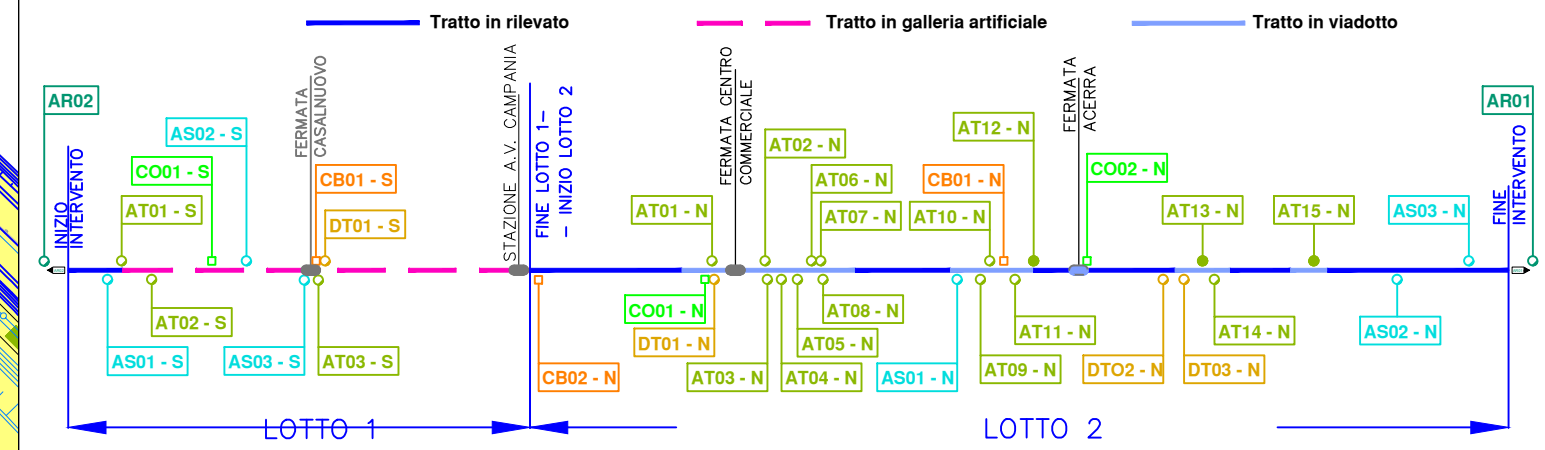 Tratto in rilevato
Tratto in galleria artificiale
Tratto in viadotto
AR02
INIZIO
INTERVENTO
AT01 - S
CO01 - S
AS02 - S
FERMATA
CASALNUOVO
CB01 - S
DT01 - S
STAZIONE A.V. CAMPANIA
FINE LOTTO 1-
- INIZIO LOTTO 2
AT01 - N
FERMATA CENTRO
COMMERCIALE
AT02 - N
AT06 - N
AT07 - N
CB01 - N
AT10 - N
AT12 - N
FERMATA
ACERRA
CO02 - N
AT13 - N
AT15 - N
AS03 - N
AR01
FINE
INTERVENTO
AS01 - S
AT02 - S
AS03 - S
AT03 - S
CB02 - N
CO01 - N
DT01 - N
AT03 - N
AT04 - N
AT05 - N
AT08 - N
AS01 - N
AT09 - N
AT11 - N
DTO2 - N
DT03 - N
AT14 - N
AS02 - N
LOTTO 1
LOTTO 2